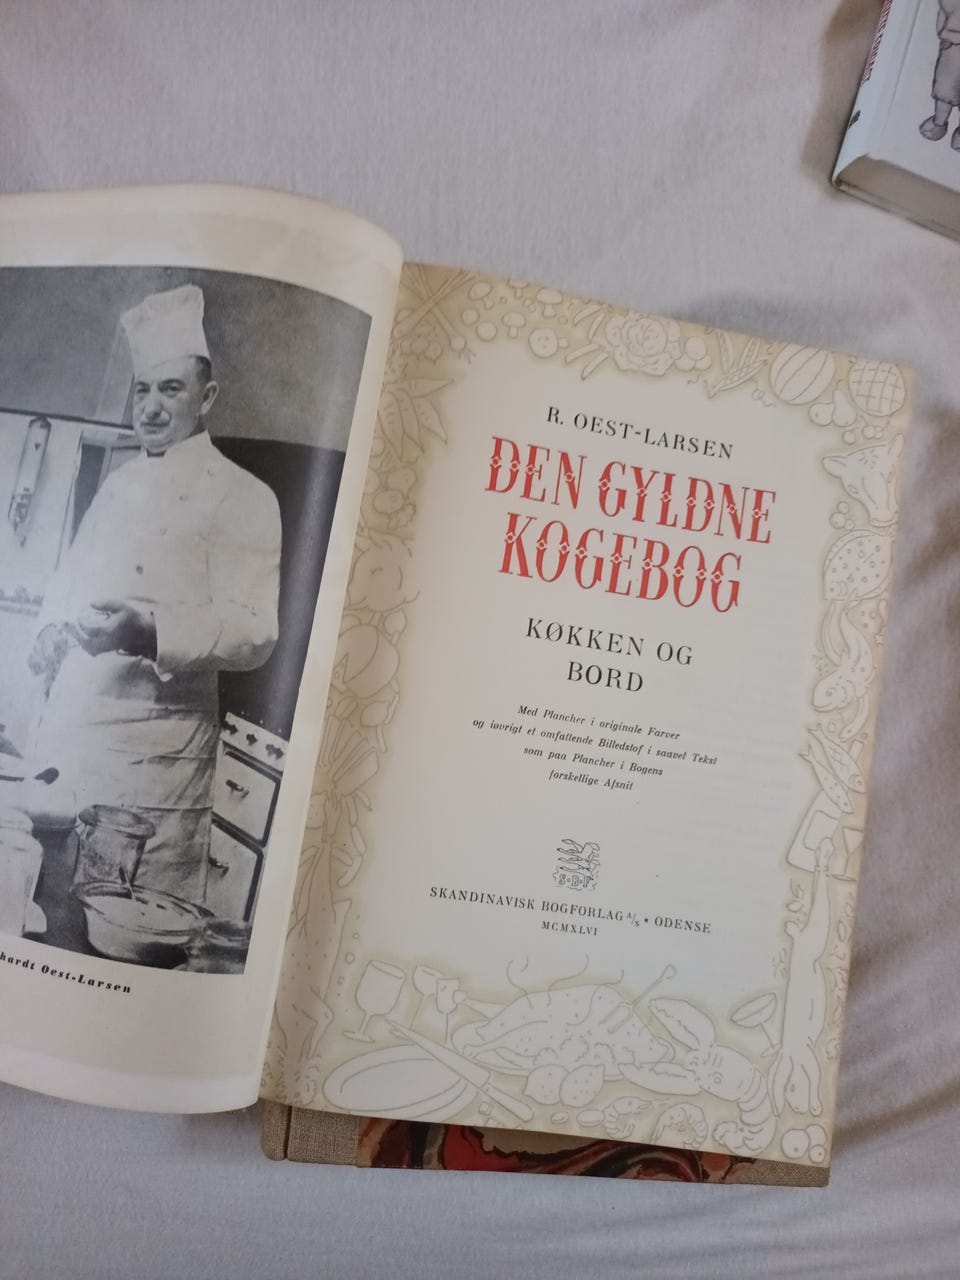 hardt Oest-Larsen
R. OEST-LARSEN
DEN GYLDNE
KOGEBOG
KØKKEN OG
BORD
Med Plancher i originale Farver
og iøvrigt et omfattende Billedstof i saavel Tekst
som paa Plancher i Bogens
forskellige Afsnit
S·B·F
SKANDINAVISK BOGFORLAG A/S ★ ODENSE
MCMXLVI